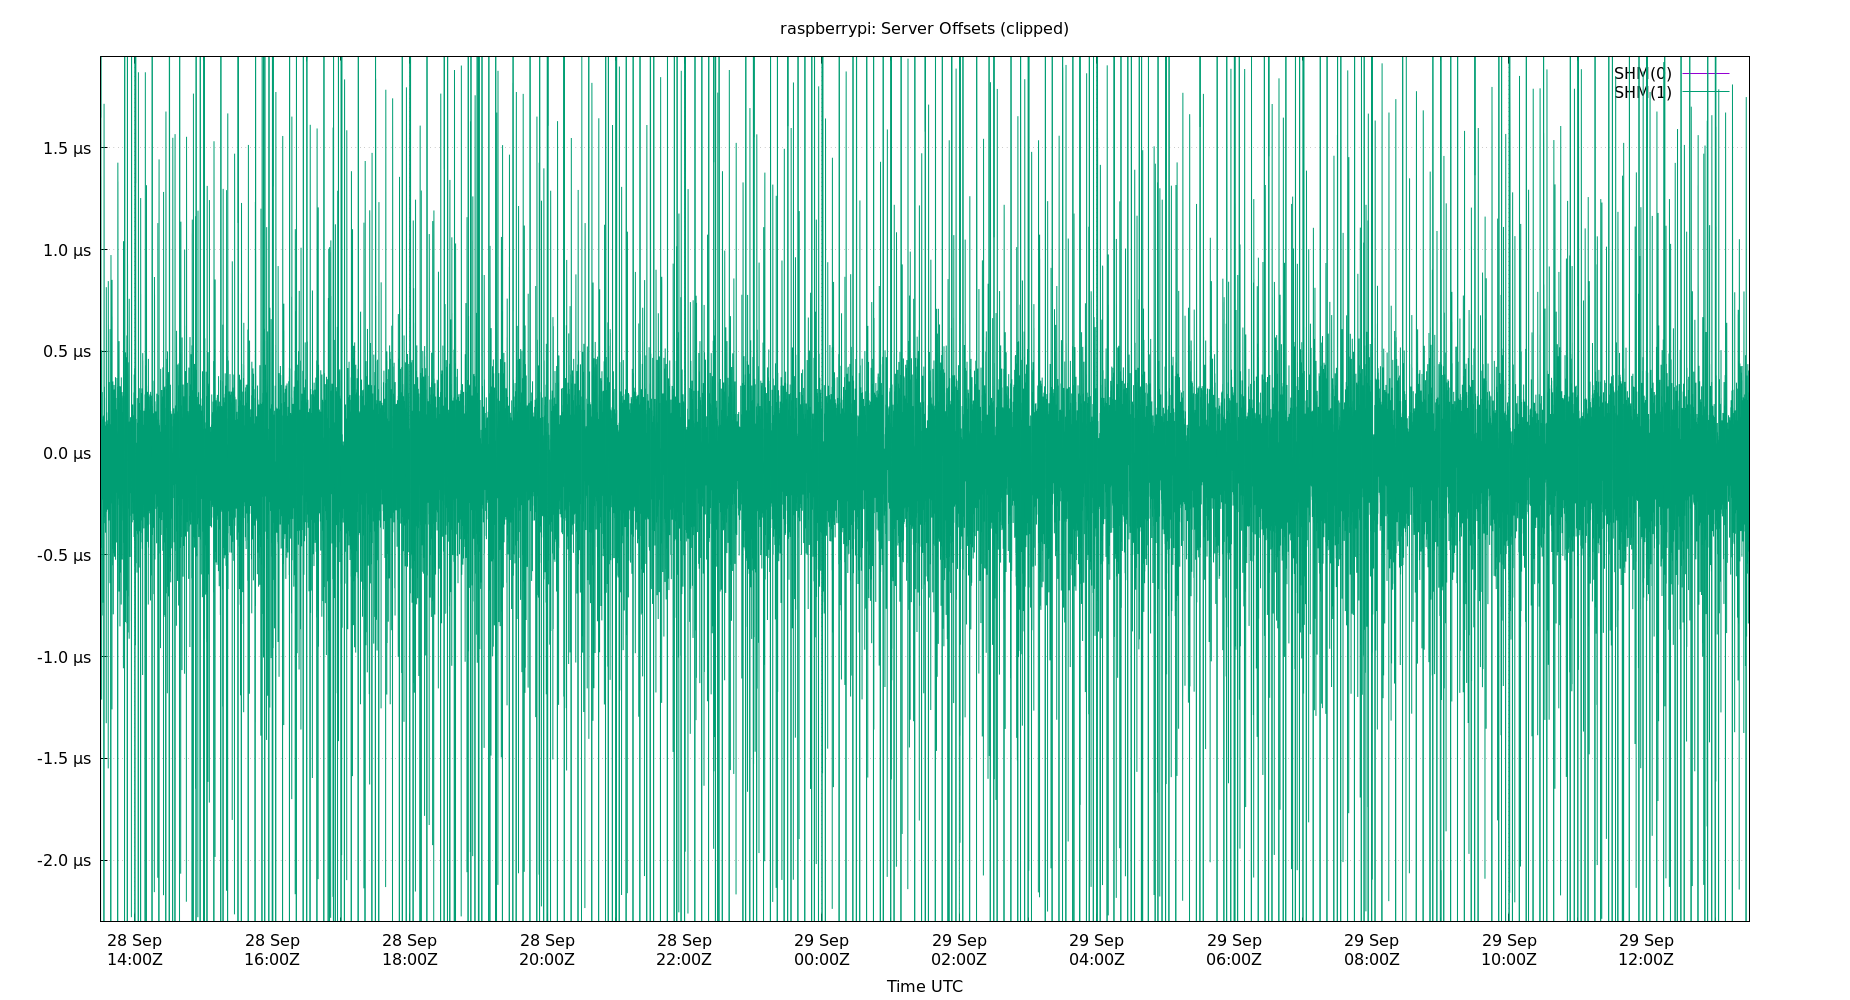 raspberrypi: Server Offsets (clipped)
SHM(0)
SHM(1)
1.5 µs
1.0 µs
0.5 µs
0.0 µs
-0.5 µs
-1.0 µs
-1.5 µs
-2.0 µs
28 Sep 28 Sep 28 Sep 28 Sep 28 Sep 29 Sep 29 Sep 29 Sep 29 Sep 29 Sep 29 Sep 29 Sep
14:00Z 16:00Z 18:00Z 20:00Z 22:00Z 00:00Z 02:00Z 04:00Z 06:00Z 08:00Z 10:00Z 12:00Z
Time UTC